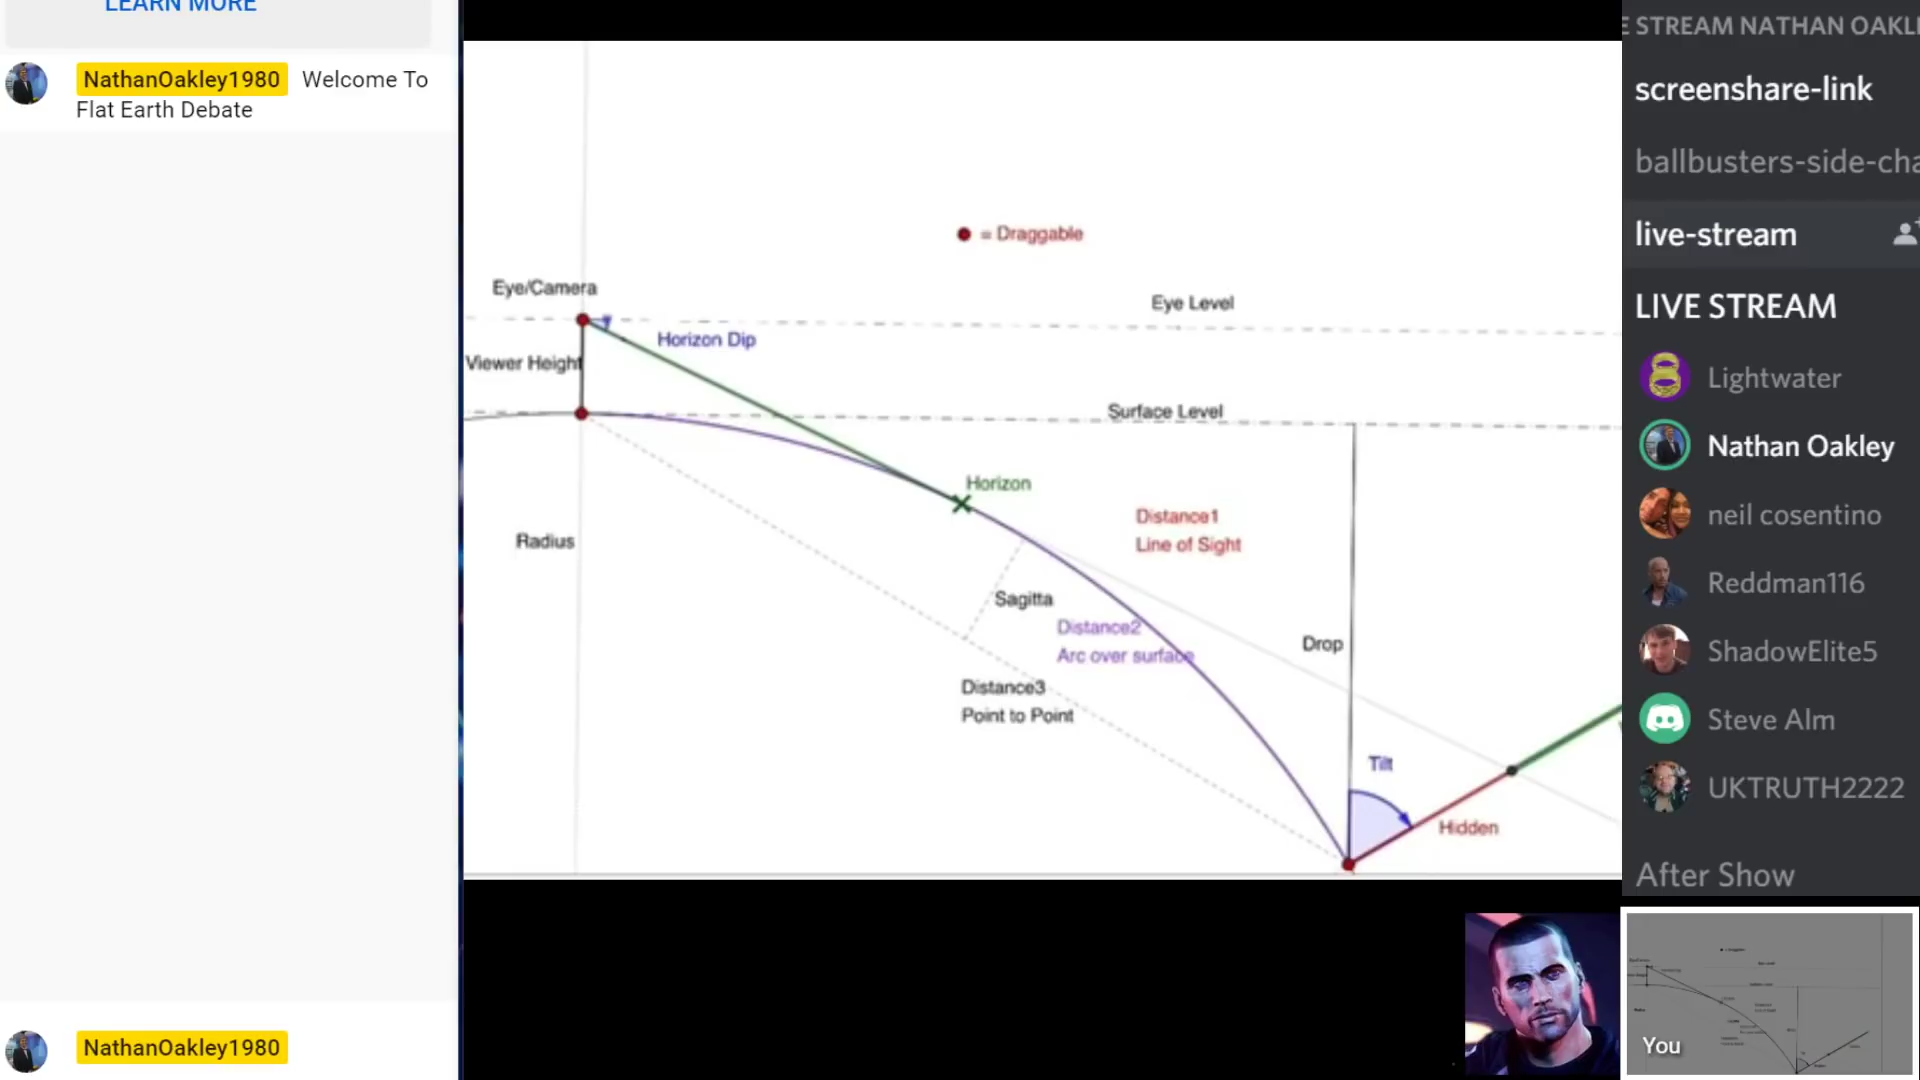 LEARN MORE
NathanOakley1980 Welcome To
Flat Earth Debate
NathanOakley1980
= Draggable
Eye/Camera
Eye Level
Horizon Dip
Viewer Height
Surface Level
Horizon
Distance1
Line of Sight
Radius
Sagitta
Distance2
Arc over surface
Drop
Distance3
Point to Point
Tilt
Hidden
E STREAM NATHAN OAKL
screenshare-link
ballbusters-side-cha
live-stream
LIVE STREAM
Lightwater
Nathan Oakley
neil cosentino
Reddman116
ShadowElite5
Steve Alm
UKTRUTH2222
After Show
You